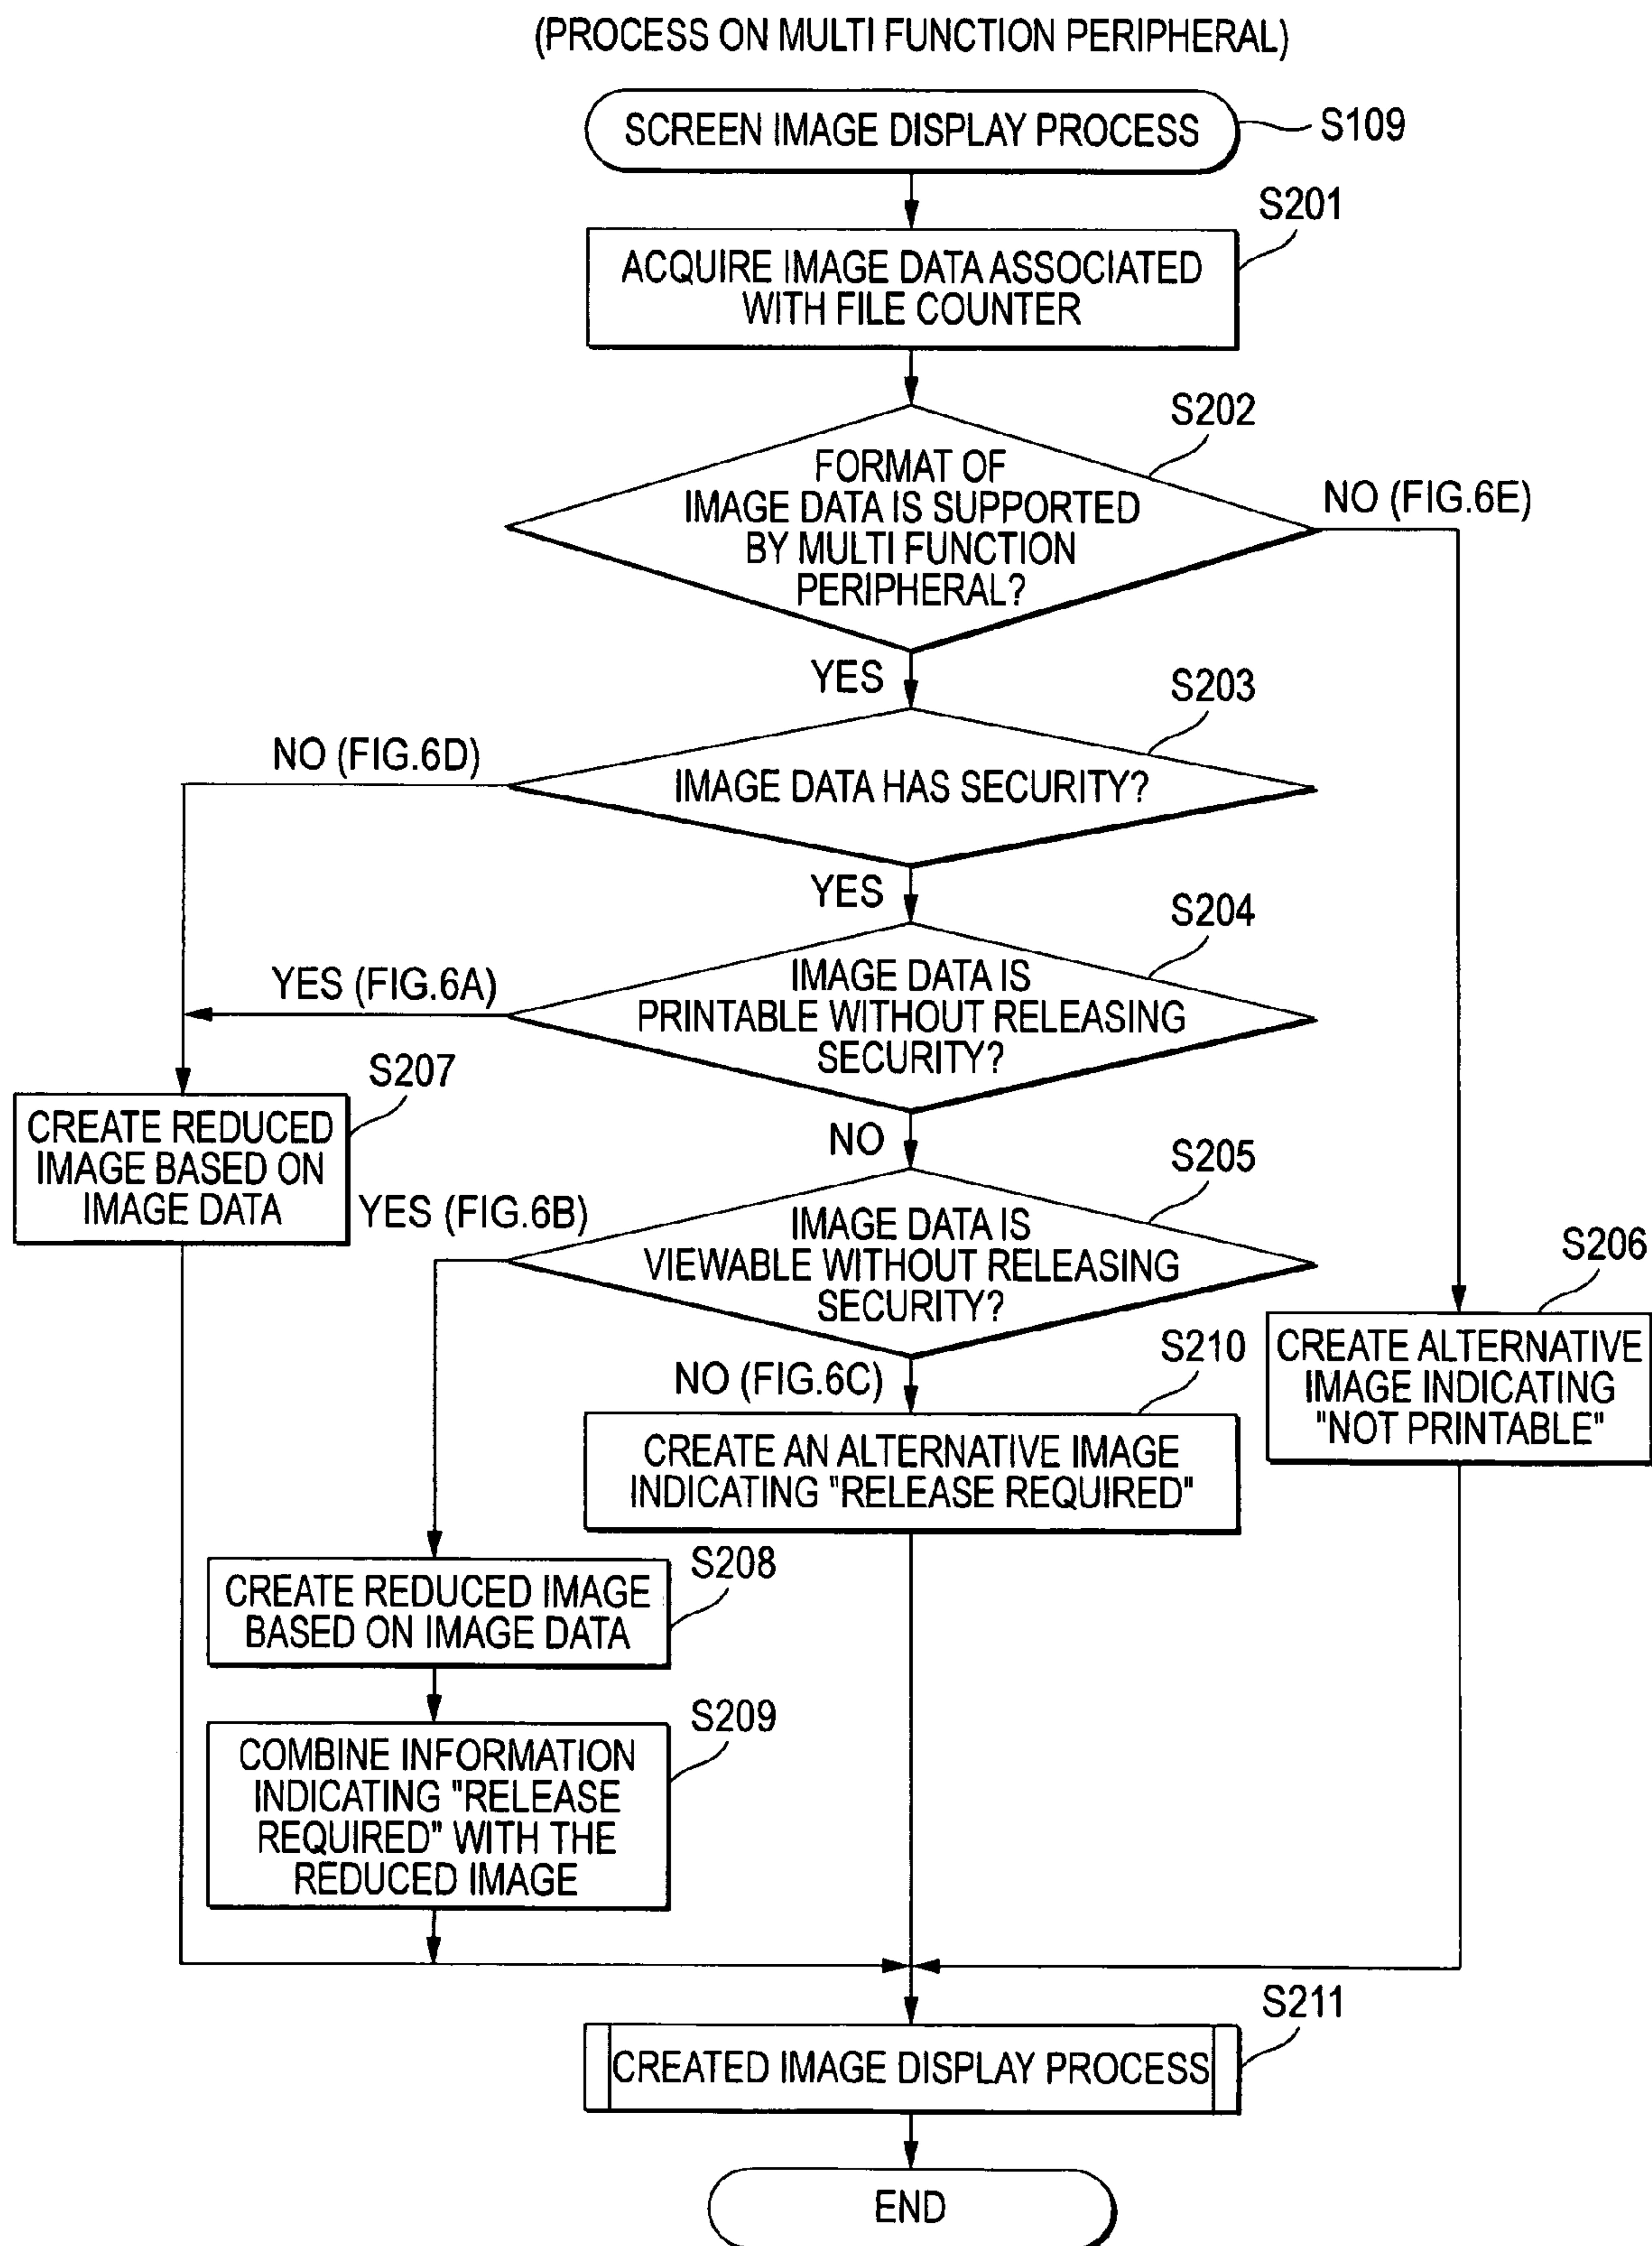 (PROCESS ON MULTI FUNCTION PERIPHERAL)
SCREEN IMAGE DISPLAY PROCESS
S109
S201
ACQUIRE IMAGE DATA ASSOCIATED
WITH FILE COUNTER
S202
FORMAT OF
IMAGE DATA IS SUPPORTED
BY MULTI FUNCTION
PERIPHERAL?
NO (FIG.6E)
YES
S203
NO (FIG.6D)
IMAGE DATA HAS SECURITY?
YES
S204
YES (FIG.6A)
IMAGE DATA IS
PRINTABLE WITHOUT RELEASING
SECURITY?
S207
CREATE REDUCED
IMAGE BASED ON
IMAGE DATA
NO
S205
YES (FIG.6B)
IMAGE DATA IS
VIEWABLE WITHOUT RELEASING
SECURITY?
S206
CREATE ALTERNATIVE
IMAGE INDICATING
"NOT PRINTABLE"
NO (FIG.6C)
S210
CREATE AN ALTERNATIVE IMAGE
INDICATING "RELEASE REQUIRED"
S208
CREATE REDUCED IMAGE
BASED ON IMAGE DATA
S209
COMBINE INFORMATION
INDICATING "RELEASE
REQUIRED" WITH THE
REDUCED IMAGE
S211
CREATED IMAGE DISPLAY PROCESS
END